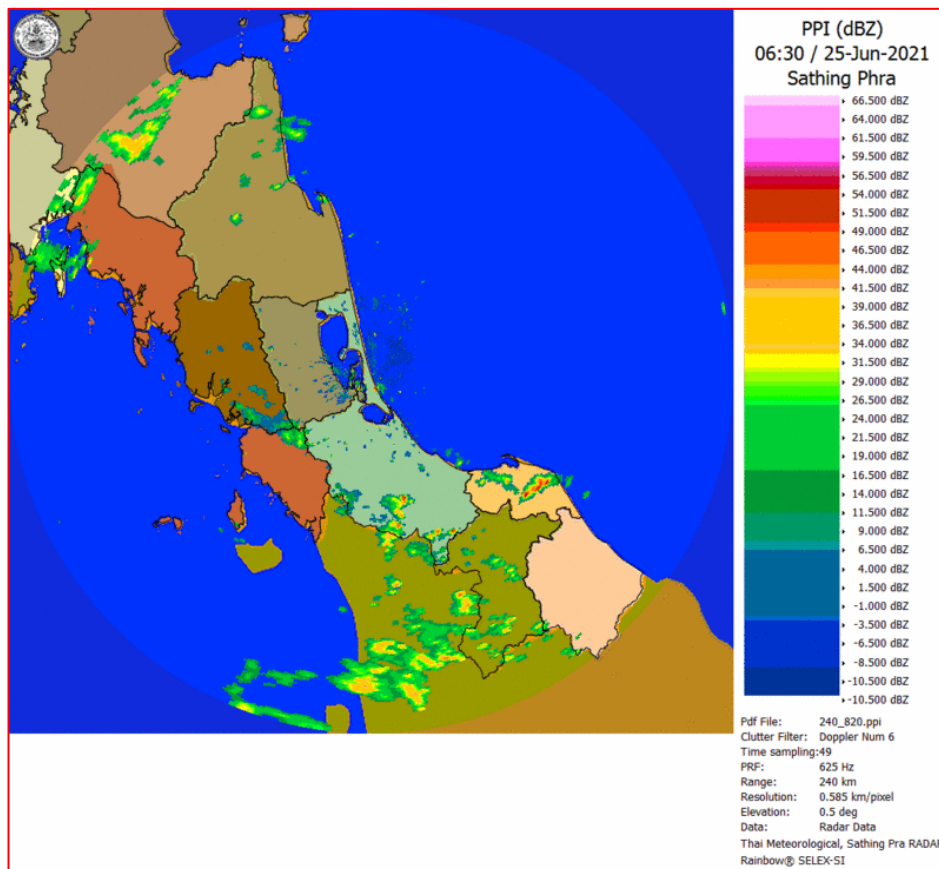 PPI (dBZ)
06:30 / 25-Jun-2021
Sathing Phra
66.500 dBZ
64.000 dBZ
61.500 dBZ
59.500 dBZ
56.500 dBZ
54.000 dBZ
51.500 dBZ
49.000 dBZ
46.500 dBZ
44.000 dBZ
41.500 dBZ
39.000 dBZ
36.500 dBZ
34.000 dBZ
31.500 dBZ
29.000 dBZ
26.500 dBZ
24.000 dBZ
21.500 dBZ
19.000 dBZ
16.500 dBZ
14.000 dBZ
11.500 dBZ
9.000 dBZ
6.500 dBZ
4.000 dBZ
1.500 dBZ
-1.000 dBZ
-3.500 dBZ
-6.500 dBZ
-8.500 dBZ
-10.500 dBZ
-10.500 dBZ
Pdf File: 240_820.ppi
Clutter Filter: Doppler Num 6
Time sampling:49
PRF: 625 Hz
Range: 240 km
Resolution: 0.585 km/pixel
Elevation: 0.5 deg
Data: Radar Data
Thai Meteorological, Sathing Pra RADAR
Rainbow® SELEX-SI